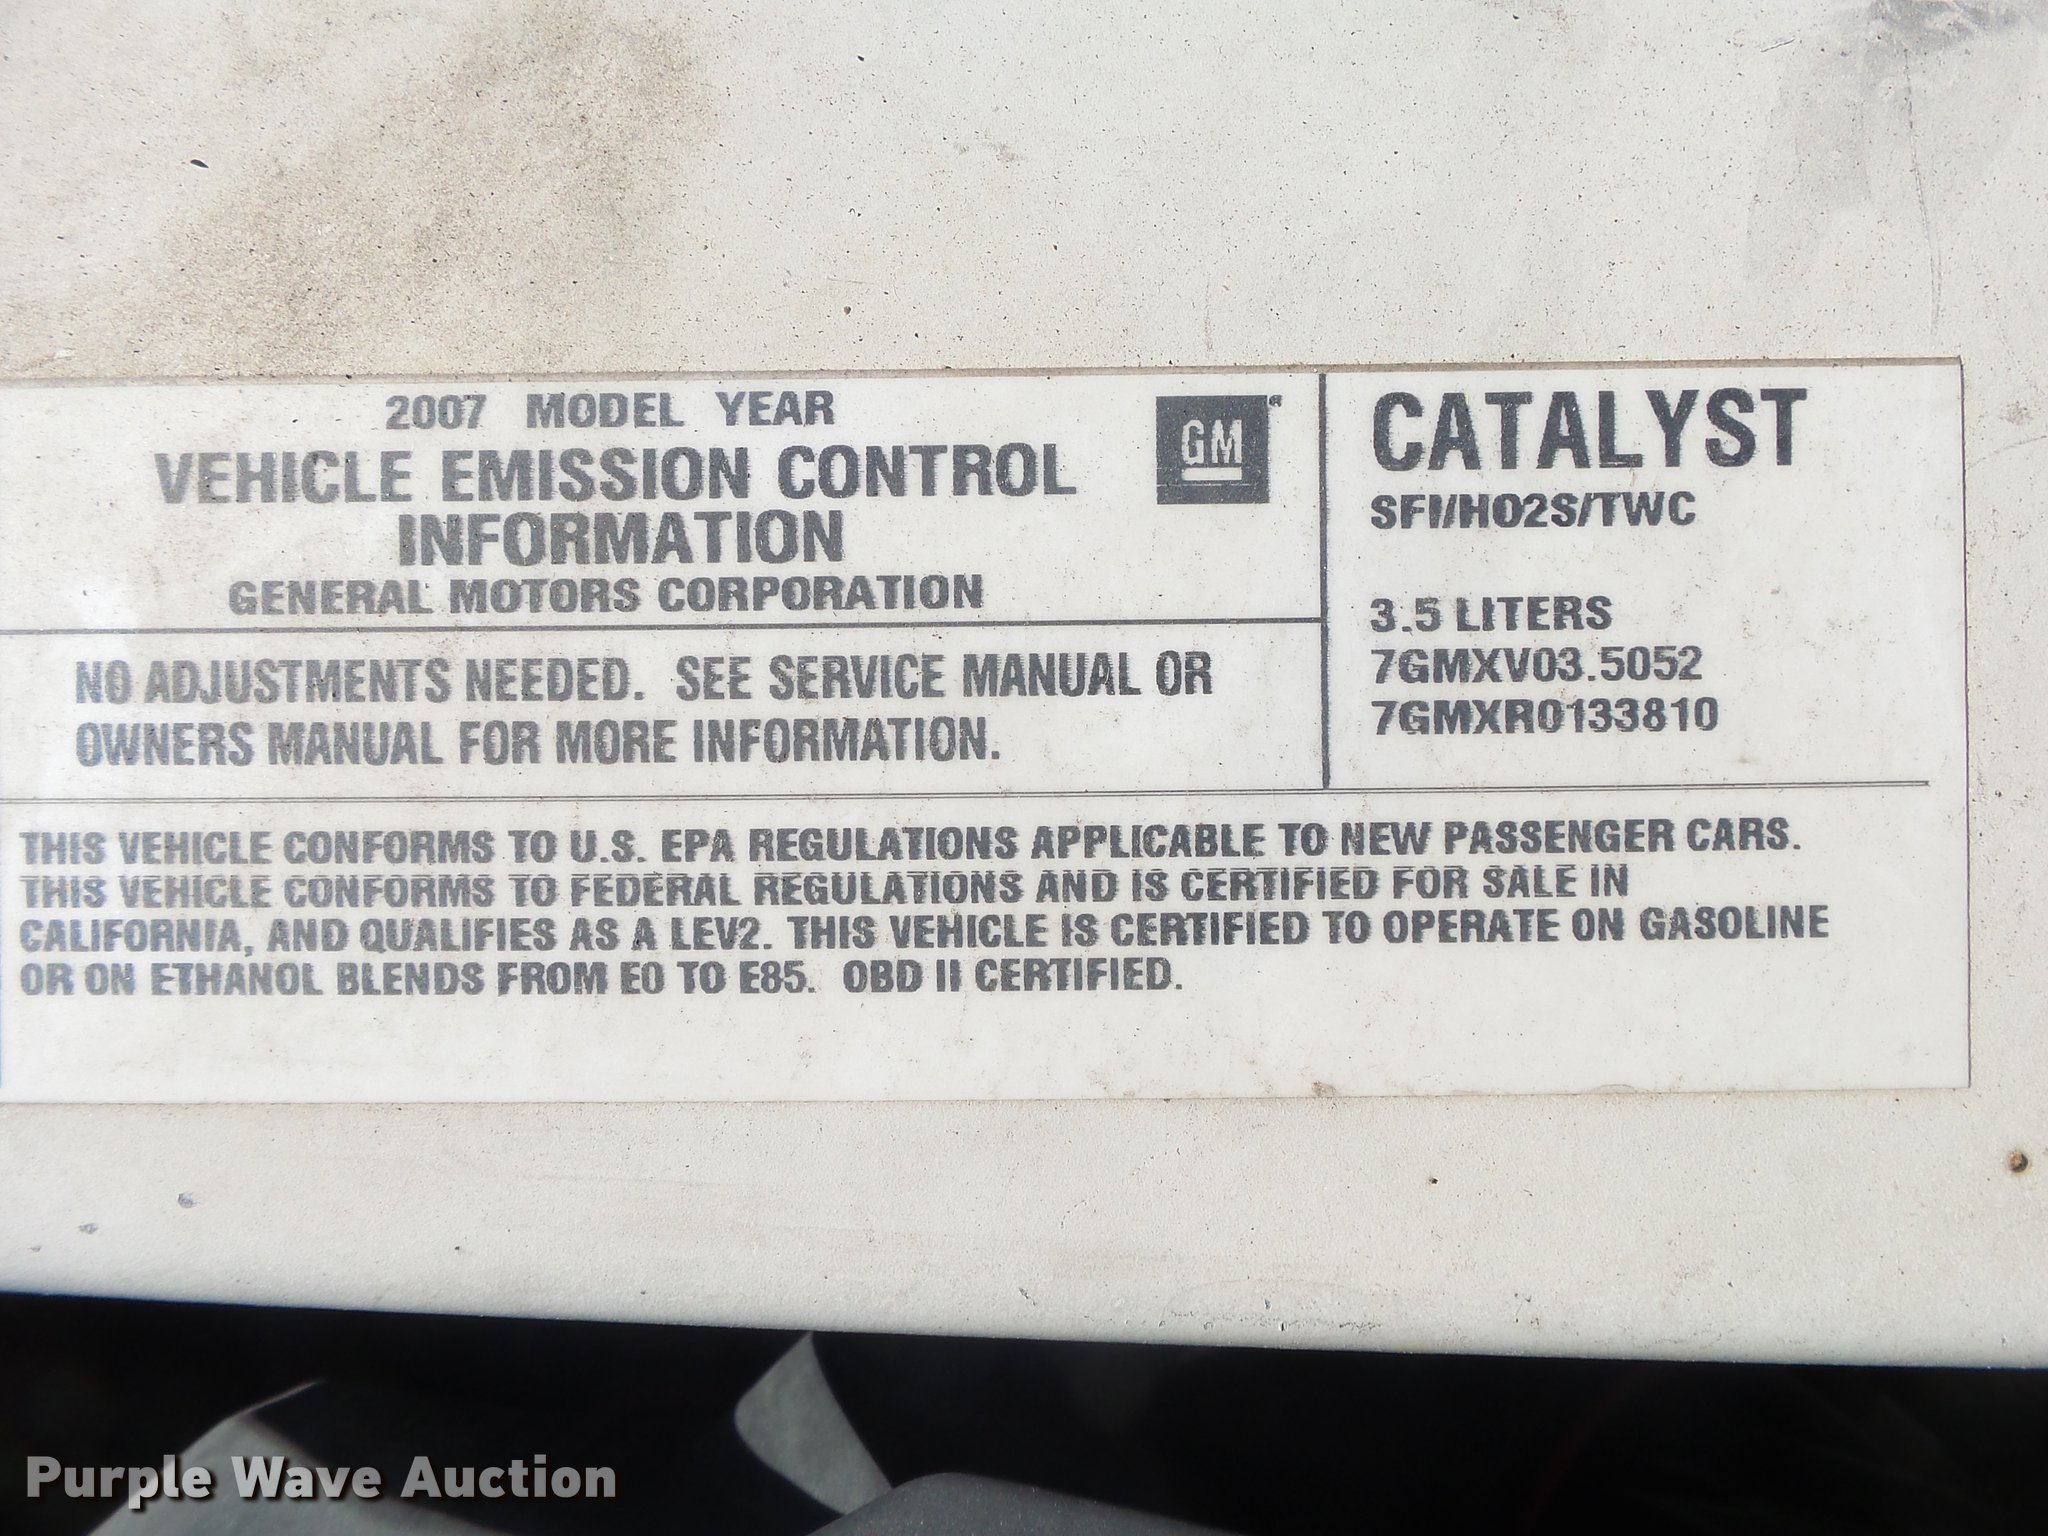 2007 MODEL YEAR
VEHICLE EMISSION CONTROL
INFORMATION
GENERAL MOTORS CORPORATION
GM®
CATALYST
SFI/HO2S/TWC
3.5 LITERS
7GMXV03.5052
7GMXR0133810
NO ADJUSTMENTS NEEDED. SEE SERVICE MANUAL OR
OWNERS MANUAL FOR MORE INFORMATION.
THIS VEHICLE CONFORMS TO U.S. EPA REGULATIONS APPLICABLE TO NEW PASSENGER CARS.
THIS VEHICLE CONFORMS TO FEDERAL REGULATIONS AND IS CERTIFIED FOR SALE IN
CALIFORNIA, AND QUALIFIES AS A LEV2. THIS VEHICLE IS CERTIFIED TO OPERATE ON GASOLINE
OR ON ETHANOL BLENDS FROM E0 TO E85. OBD II CERTIFIED.
Purple Wave Auction